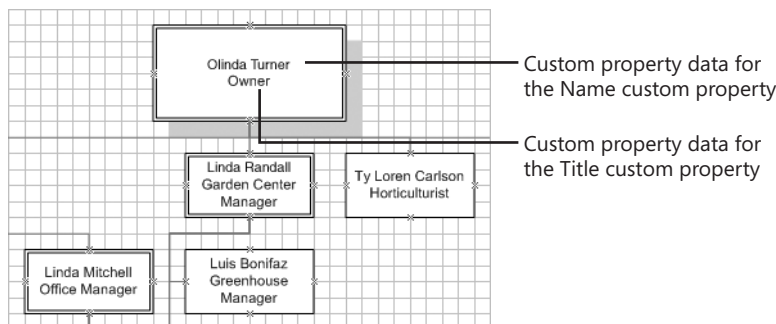 Olinda Turner
Owner
Custom property data for
the Name custom property
Custom property data for
the Title custom property
Linda Randall
Garden Center
Manager
Ty Loren Carlson
Horticulturist
Linda Mitchell
Office Manager
Luis Bonifaz
Greenhouse
Manager